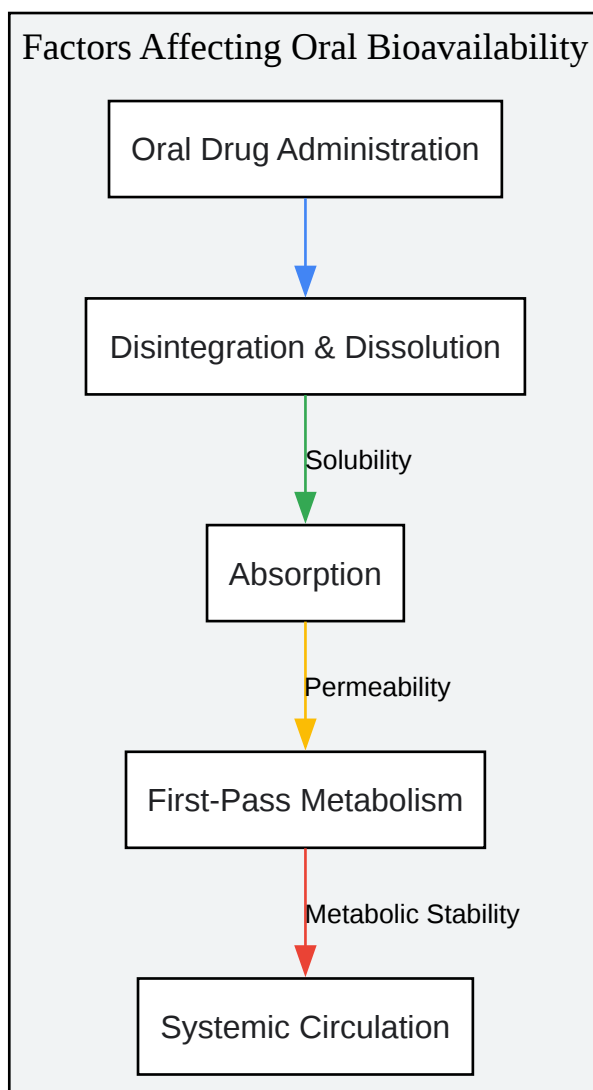 Factors Affecting Oral Bioavailability
Oral Drug Administration
Disintegration & Dissolution
Solubility
Absorption
Permeability
First-Pass Metabolism
Metabolic Stability
Systemic Circulation